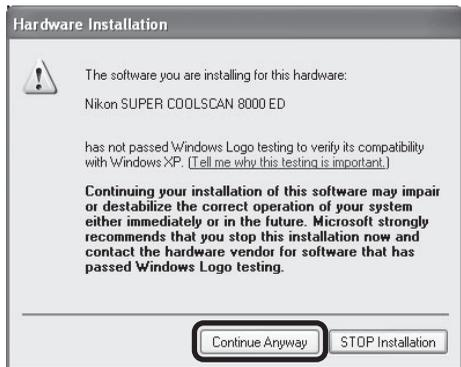 Hardware Installation
The software you are installing for this hardware:
Nikon SUPER COOLSCAN 8000 ED
has not passed Windows Logo testing to verify its compatibility
with Windows XP. (Tell me why this testing is important.)
Continuing your installation of this software may impair
or destabilize the correct operation of your system
either immediately or in the future. Microsoft strongly
recommends that you stop this installation now and
contact the hardware vendor for software that has
passed Windows Logo testing.
Continue Anyway STOP Installation